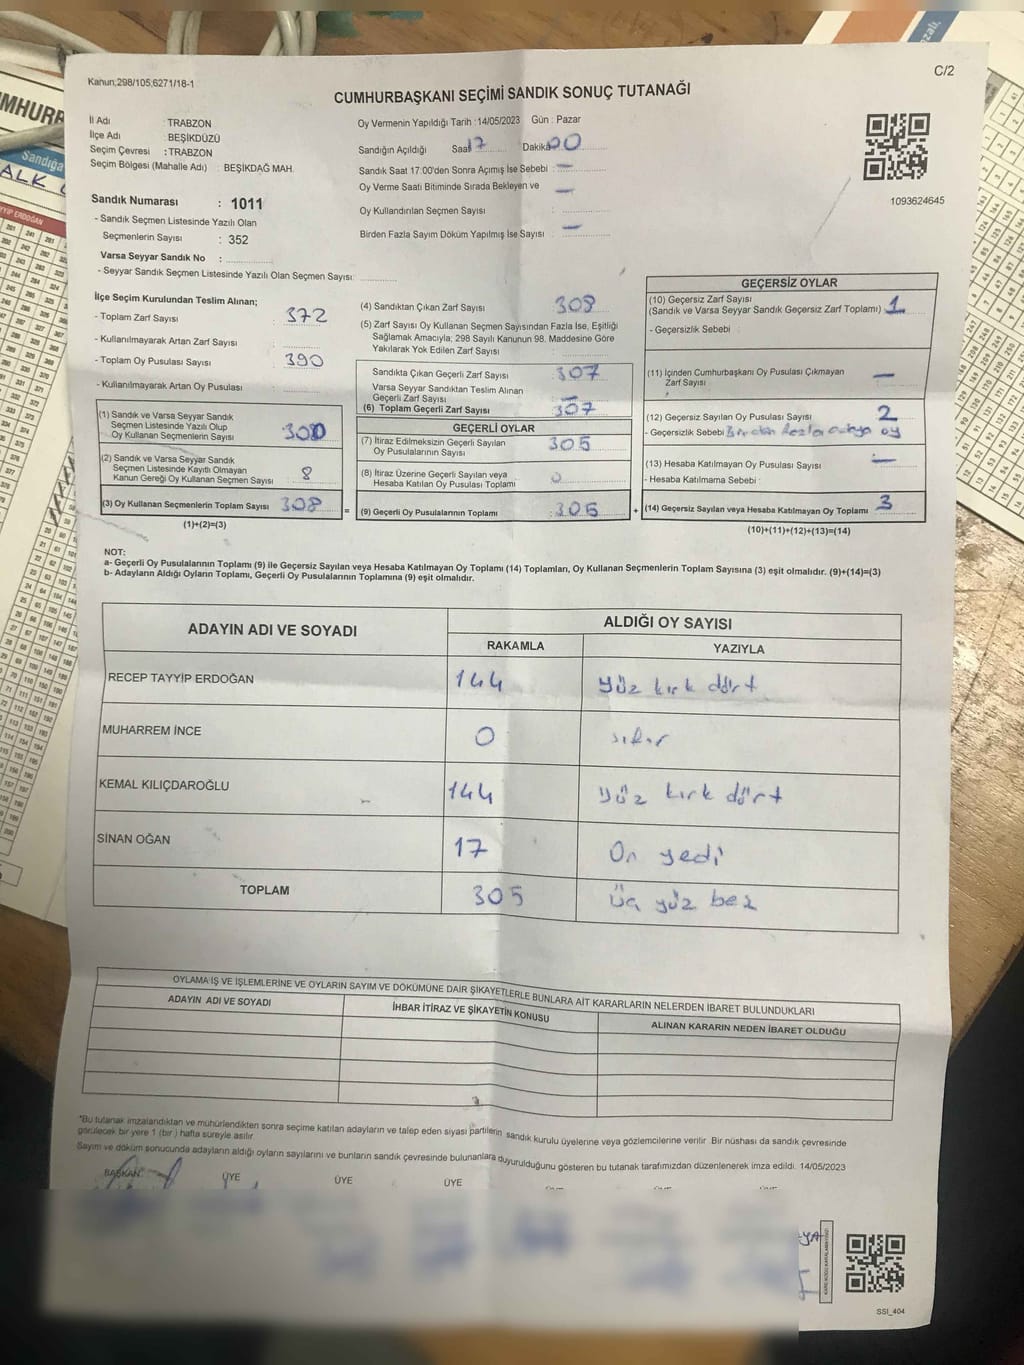 Kanun;298/105;6271/18-1
C/2
CUMHURBAŞKANI SEÇİMİ SANDIK SONUÇ TUTANAĞI
İl Adı : TRABZON
İlçe Adı : BEŞİKDÜZÜ
Seçim Çevresi : TRABZON
Seçim Bölgesi (Mahalle Adı) : BEŞİKDAĞ MAH.
Sandık Numarası : 1011
- Sandık Seçmen Listesinde Yazılı Olan
Seçmenlerin Sayısı : 352
Varsa Seyyar Sandık No :
- Seyyar Sandık Seçmen Listesinde Yazılı Olan Seçmen Sayısı:
Oy Vermenin Yapıldığı Tarih : 14/05/2023 Gün : Pazar
Sandığın Açıldığı Saat 17 Dakika 00
Sandık Saat 17:00'den Sonra Açımış İse Sebebi : —
Oy Verme Saati Bitiminde Sırada Bekleyen ve —
Oy Kullandırılan Seçmen Sayısı :
Birden Fazla Sayım Döküm Yapılmış İse Sayısı : —
1093624645
İlçe Seçim Kurulundan Teslim Alınan;
- Toplam Zarf Sayısı : 372
- Kullanılmayarak Artan Zarf Sayısı :
- Toplam Oy Pusulası Sayısı : 390
- Kullanılmayarak Artan Oy Pusulası :
(1) Sandık ve Varsa Seyyar Sandık
Seçmen Listesinde Yazılı Olup
Oy Kullanan Seçmenlerin Sayısı : 300
(2) Sandık ve Varsa Seyyar Sandık
Seçmen Listesinde Kayıtlı Olmayan
Kanun Gereği Oy Kullanan Seçmen Sayısı : 8
(3) Oy Kullanan Seçmenlerin Toplam Sayısı : 308
(1)+(2)=(3)
=
(4) Sandıktan Çıkan Zarf Sayısı : 308
(5) Zarf Sayısı Oy Kullanan Seçmen Sayısından Fazla İse, Eşitliği
Sağlamak Amacıyla; 298 Sayılı Kanunun 98. Maddesine Göre
Yakılarak Yok Edilen Zarf Sayısı :
Sandıkta Çıkan Geçerli Zarf Sayısı : 307
Varsa Seyyar Sandıktan Teslim Alınan
Geçerli Zarf Sayısı : —
(6) Toplam Geçerli Zarf Sayısı : 307
GEÇERLİ OYLAR
(7) İtiraz Edilmeksizin Geçerli Sayılan
Oy Pusulalarının Sayısı : 305
(8) İtiraz Üzerine Geçerli Sayılan veya
Hesaba Katılan Oy Pusulası Toplamı : 0
(9) Geçerli Oy Pusulalarının Toplamı : 305
+
GEÇERSİZ OYLAR
(10) Geçersiz Zarf Sayısı
(Sandık ve Varsa Seyyar Sandık Geçersiz Zarf Toplamı) : 1
- Geçersizlik Sebebi :
(11) İçinden Cumhurbaşkanı Oy Pusulası Çıkmayan
Zarf Sayısı : —
(12) Geçersiz Sayılan Oy Pusulası Sayısı : 2
- Geçersizlik Sebebi : Birden fazla adaya oy
(13) Hesaba Katılmayan Oy Pusulası Sayısı : —
- Hesaba Katılmama Sebebi :
(14) Geçersiz Sayılan veya Hesaba Katılmayan Oy Toplamı : 3
(10)+(11)+(12)+(13)=(14)
NOT:
a- Geçerli Oy Pusulalarının Toplamı (9) ile Geçersiz Sayılan veya Hesaba Katılmayan Oy Toplamı (14) Toplamları, Oy Kullanan Seçmenlerin Toplam Sayısına (3) eşit olmalıdır. (9)+(14)=(3)
b- Adayların Aldığı Oyların Toplamı, Geçerli Oy Pusulalarının Toplamına (9) eşit olmalıdır.
ADAYIN ADI VE SOYADI ALDIĞI OY SAYISI
RAKAMLA YAZIYLA
RECEP TAYYİP ERDOĞAN 144 yüz kırk dört
MUHARREM İNCE 0 sıfır
KEMAL KILIÇDAROĞLU 144 yüz kırk dört
SİNAN OĞAN 17 On yedi
TOPLAM 305 Üç yüz beş
OYLAMA İŞ VE İŞLEMLERİNE VE OYLARIN SAYIM VE DÖKÜMÜNE DAİR ŞİKAYETLERLE BUNLARA AİT KARARLARIN NELERDEN İBARET BULUNDUKLARI
ADAYIN ADI VE SOYADI İHBAR İTİRAZ VE ŞİKAYETİN KONUSU ALINAN KARARIN NEDEN İBARET OLDUĞU
*Bu tutanak imzalandıktan ve mühürlendikten sonra seçime katılan adayların ve talep eden siyasi partilerin sandık kurulu üyelerine veya gözlemcilerine verilir. Bir nüshası da sandık çevresinde
görülecek bir yere 1 (bir ) hafta süreyle asılır.
Sayım ve döküm sonucunda adayların aldığı oyların sayılarını ve bunların sandık çevresinde bulunanlara duyurulduğunu gösteren bu tutanak tarafımızdan düzenlenerek imza edildi. 14/05/2023
BAŞKAN ÜYE ÜYE ÜYE
SSI_404